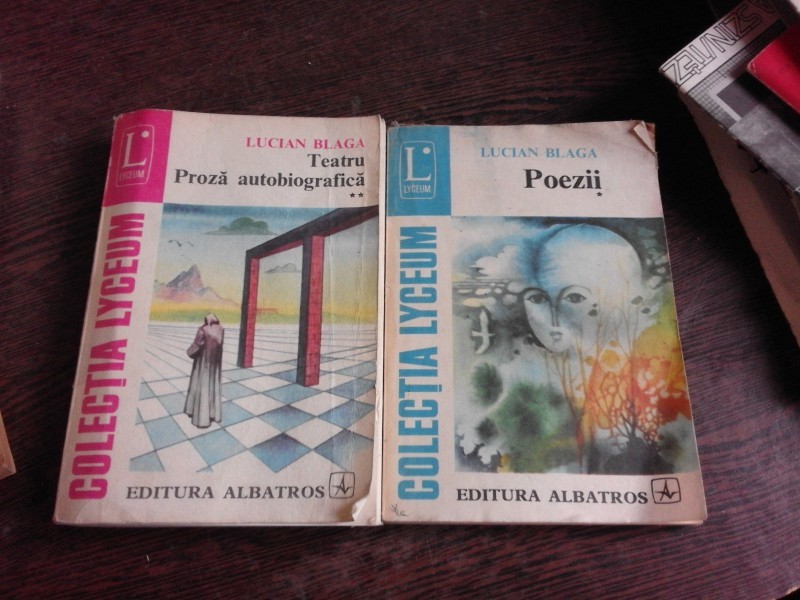 L
LYCEUM
LUCIAN BLAGA
Teatru
Proză autobiografică
**
COLECȚIA LYCEUM
EDITURA ALBATROS
L
LYCEUM
LUCIAN BLAGA
Poezii
*
COLECȚIA LYCEUM
EDITURA ALBATROS